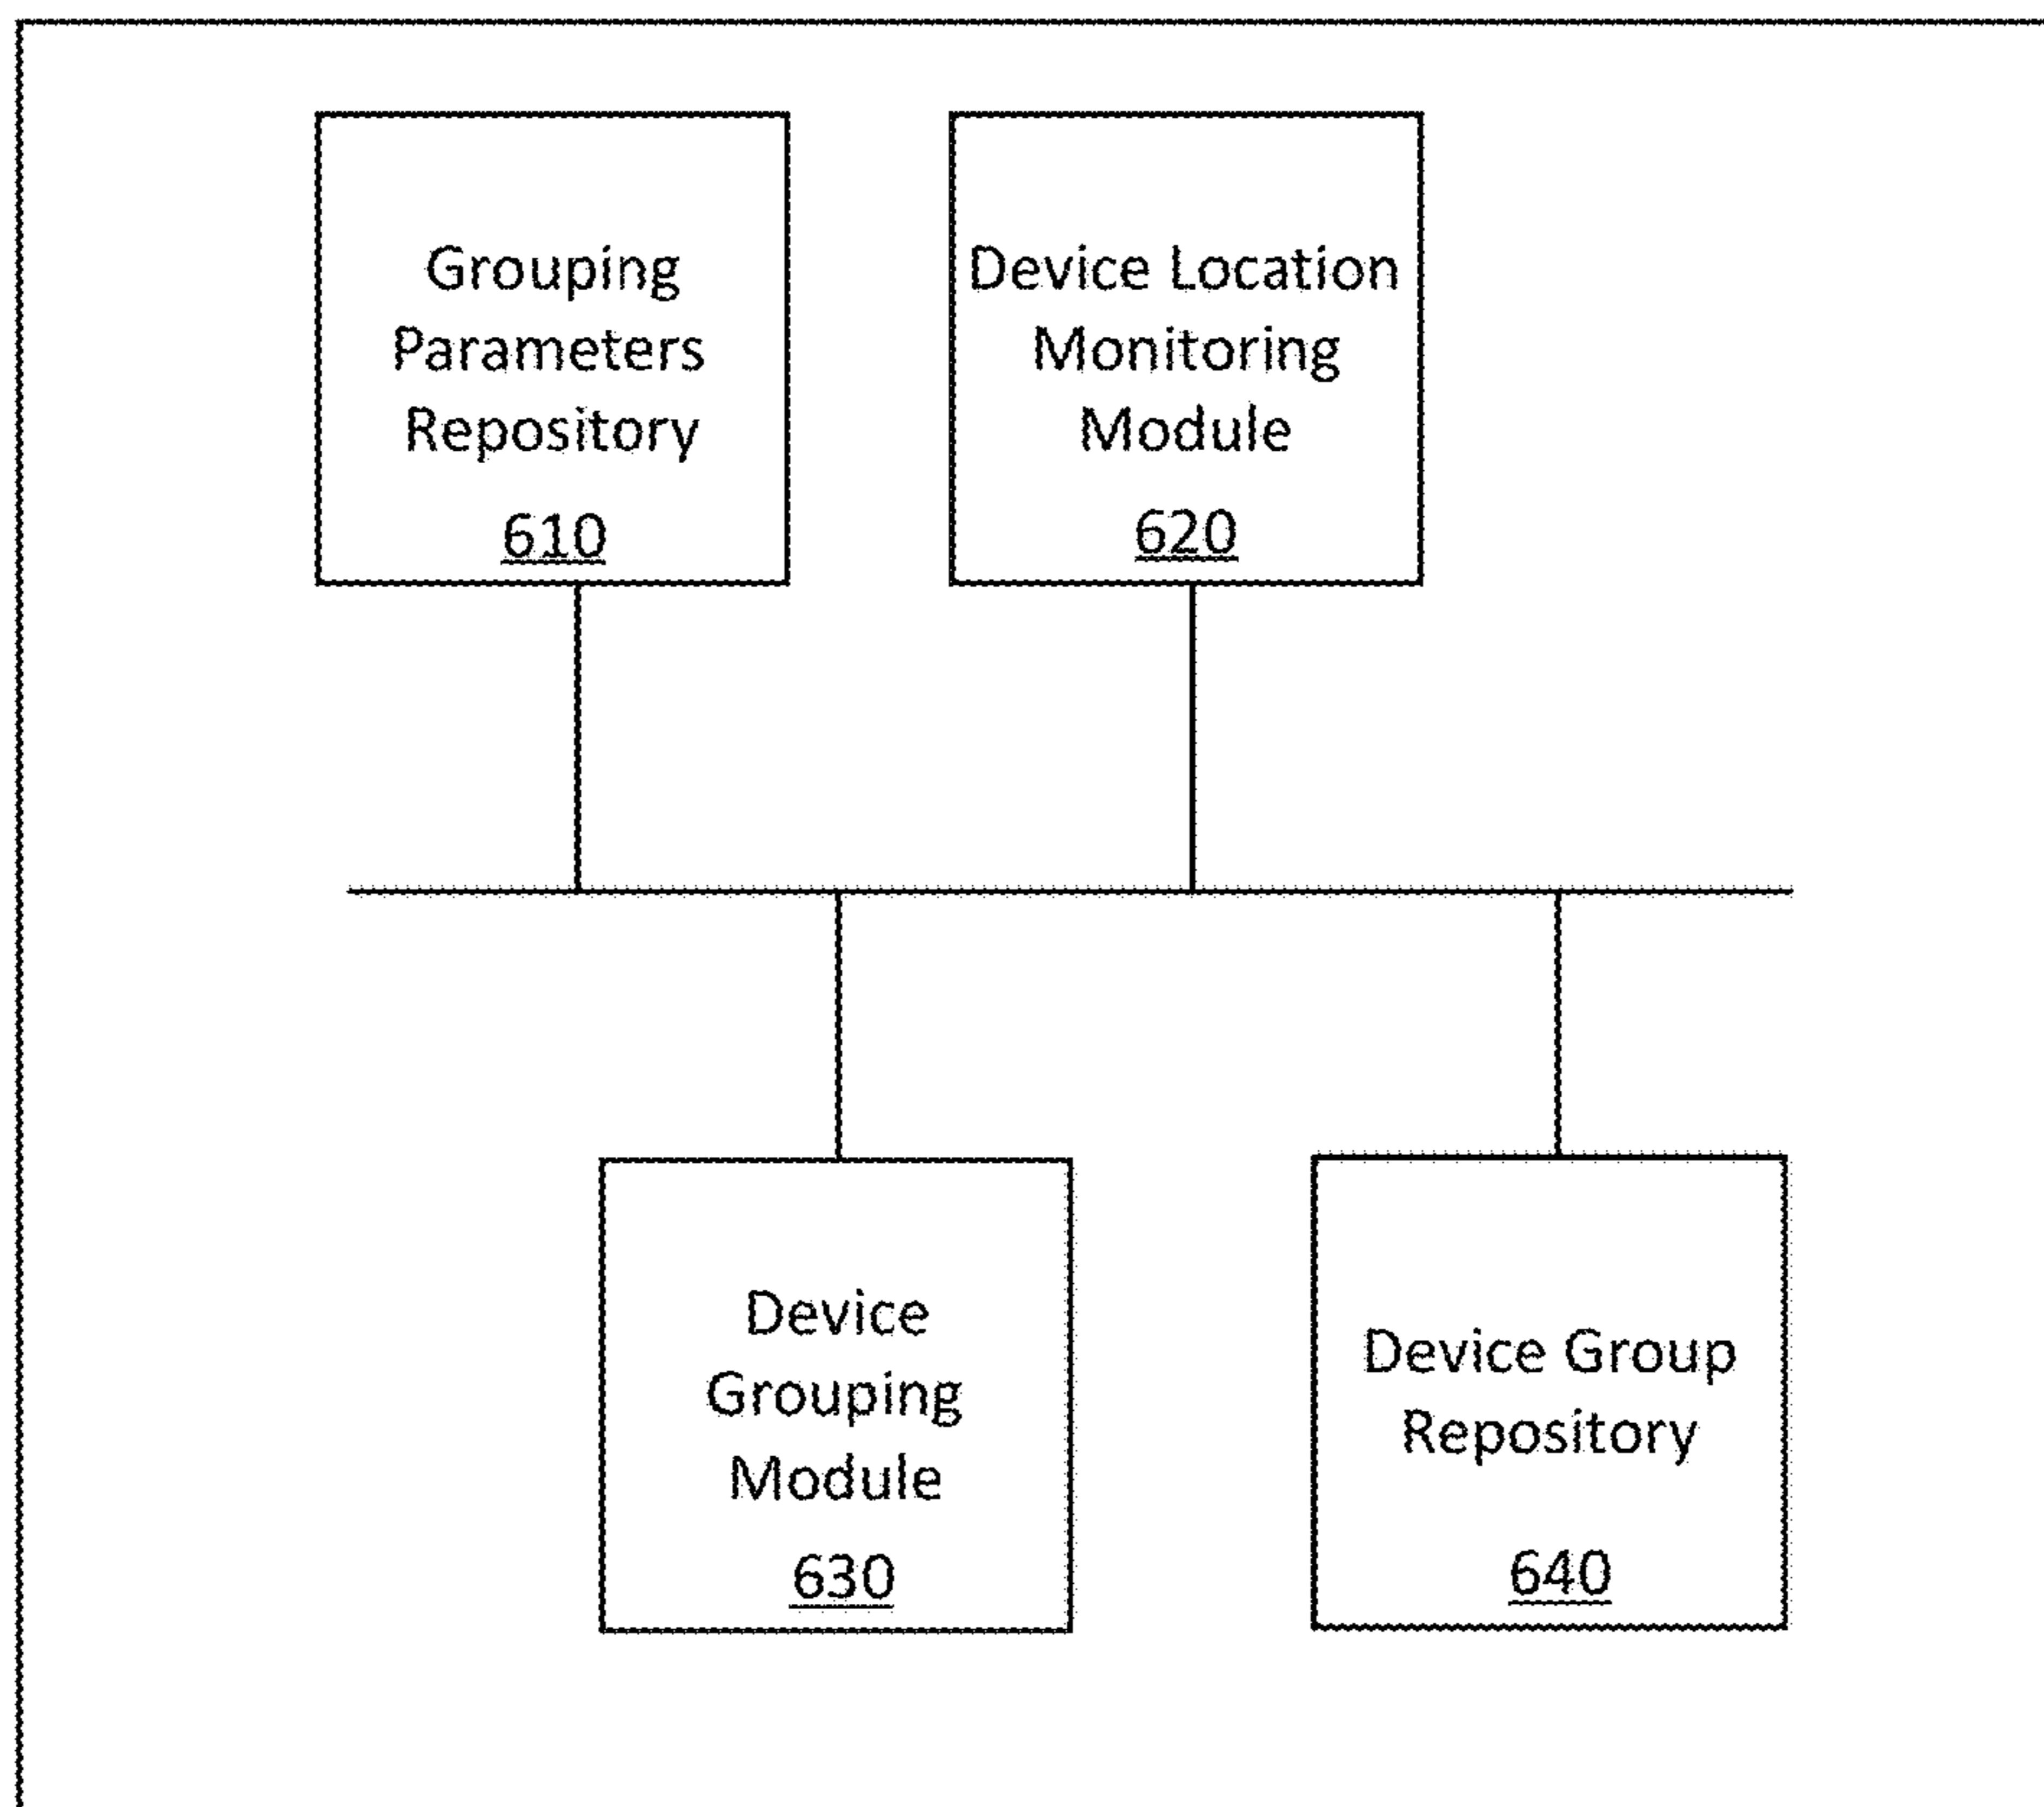 Grouping
Parameters
Repository
610
Device Location
Monitoring
Module
620
Device
Grouping
Module
630
Device Group
Repository
640